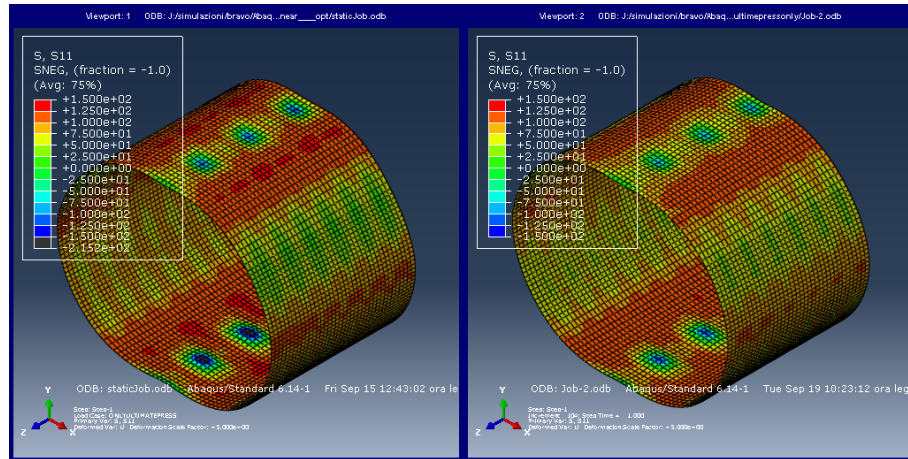 Viewport: 1 ODB: J:/simulazioni/bravo/Abaq...near___opt/staticJob.odb
S, S11
SNEG, (fraction = -1.0)
(Avg: 75%)
+1.500e+02
+1.250e+02
+1.000e+02
+7.500e+01
+5.000e+01
+2.500e+01
+0.000e+00
-2.500e+01
-5.000e+01
-7.500e+01
-1.000e+02
-1.250e+02
-1.500e+02
-2.152e+02
ODB: staticJob.odb Abaqus/Standard 6.14-1 Fri Sep 15 12:43:02 ora le
Y
Z
X
Step: Step-1
Load Case: ONLYULTIMATEPRESS
Primary Var: S, S11
Deformed Var: U Deformation Scale Factor: +5.000e+00
Viewport: 2 ODB: J:/simulazioni/bravo/Abaq...ultimepressonly/Job-2.odb
S, S11
SNEG, (fraction = -1.0)
(Avg: 75%)
+1.500e+02
+1.250e+02
+1.000e+02
+7.500e+01
+5.000e+01
+2.500e+01
+0.000e+00
-2.500e+01
-5.000e+01
-7.500e+01
-1.000e+02
-1.250e+02
-1.500e+02
ODB: Job-2.odb Abaqus/Standard 6.14-1 Tue Sep 19 10:23:12 ora leg
Y
Z
X
Step: Step-1
Increment 10: Step Time = 1.000
Primary Var: S, S11
Deformed Var: U Deformation Scale Factor: +5.000e+00